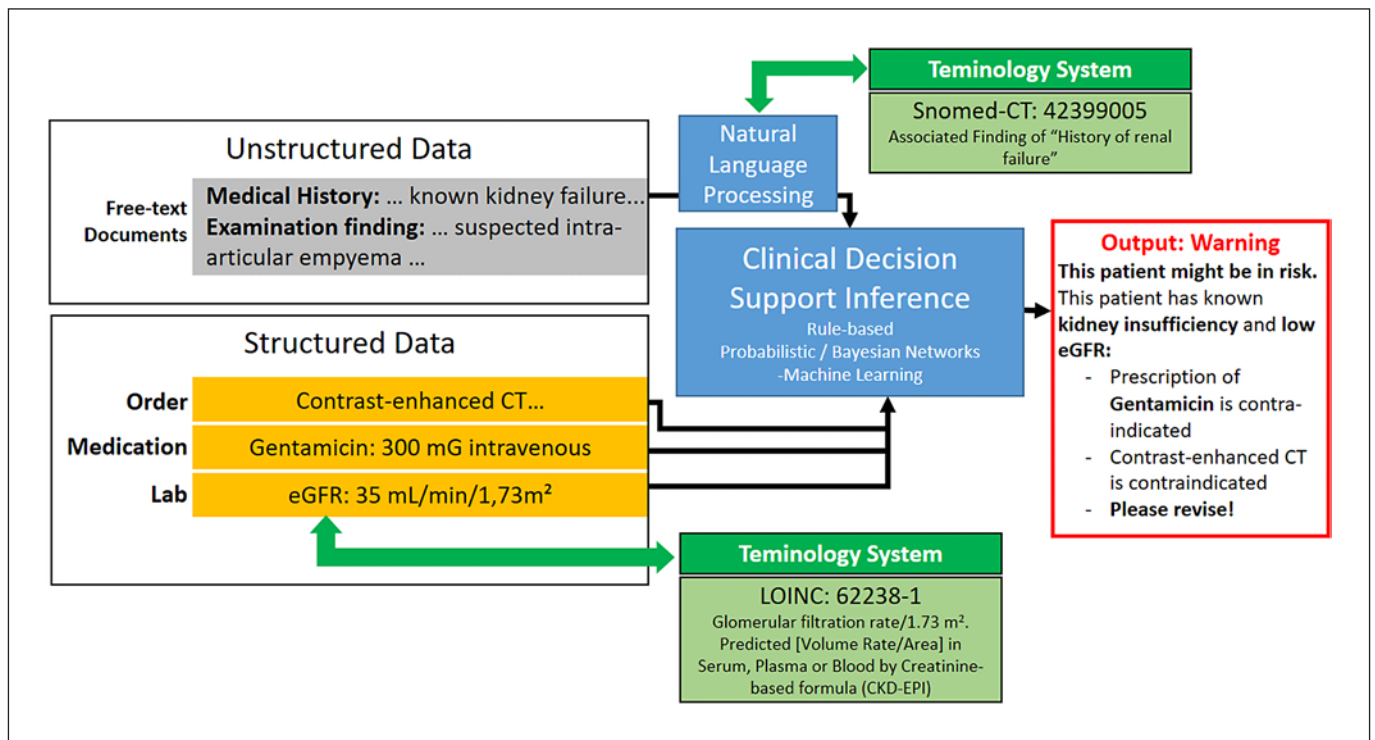 Teminology System
Snomed-CT: 42399005
Associated Finding of “History of renal
failure”
Natural
Language
Processing
Unstructured Data
Free-text
Documents
Medical History: ... known kidney failure...
Examination finding: ... suspected intra-
articular empyema ...
Clinical Decision
Support Inference
Rule-based
Probabilistic / Bayesian Networks
-Machine Learning
Structured Data
Order
Contrast-enhanced CT...
Medication
Gentamicin: 300 mG intravenous
Lab
eGFR: 35 mL/min/1,73m²
Output: Warning
This patient might be in risk.
This patient has known
kidney insufficiency and low
eGFR:
- Prescription of
Gentamicin is contra-
indicated
- Contrast-enhanced CT
is contraindicated
- Please revise!
Teminology System
LOINC: 62238-1
Glomerular filtration rate/1.73 m².
Predicted [Volume Rate/Area] in
Serum, Plasma or Blood by Creatinine-
based formula (CKD-EPI)